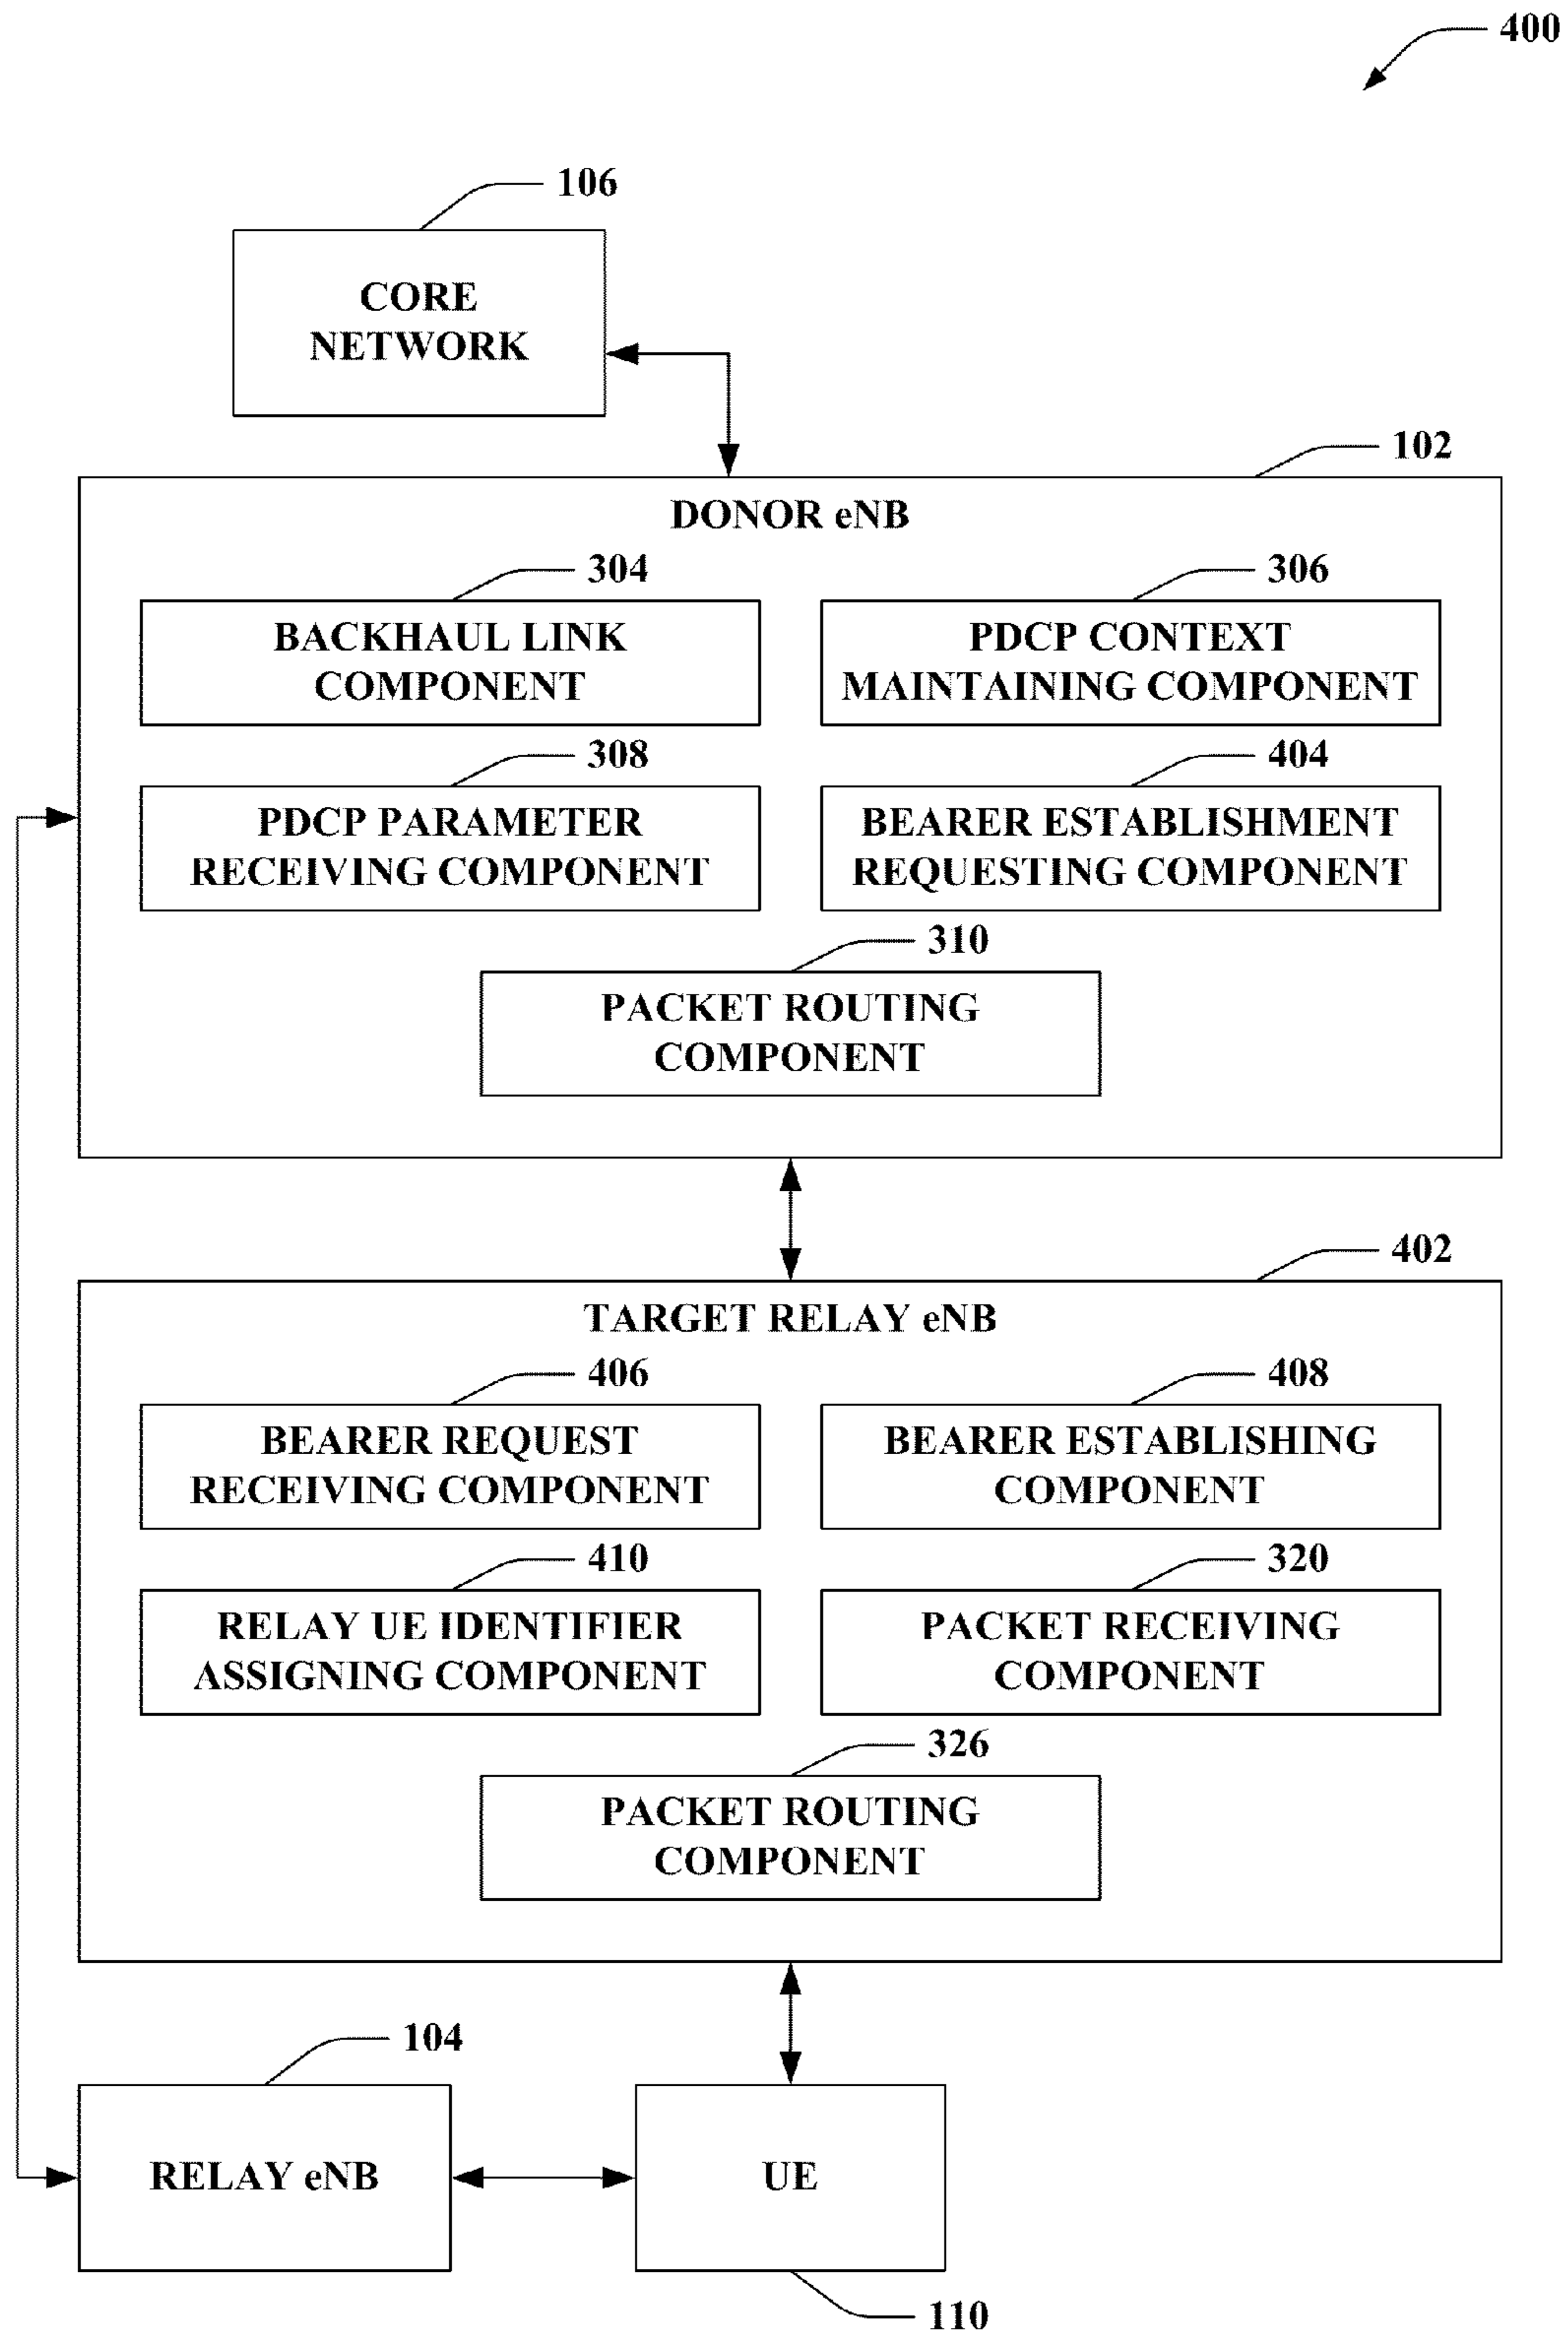 400
106
CORE
NETWORK
102
DONOR eNB
304
306
BACKHAUL LINK
COMPONENT
PDCP CONTEXT
MAINTAINING COMPONENT
308
404
PDCP PARAMETER
RECEIVING COMPONENT
BEARER ESTABLISHMENT
REQUESTING COMPONENT
310
PACKET ROUTING
COMPONENT
402
TARGET RELAY eNB
406
408
BEARER REQUEST
RECEIVING COMPONENT
BEARER ESTABLISHING
COMPONENT
410
320
RELAY UE IDENTIFIER
ASSIGNING COMPONENT
PACKET RECEIVING
COMPONENT
326
PACKET ROUTING
COMPONENT
104
RELAY eNB
UE
110